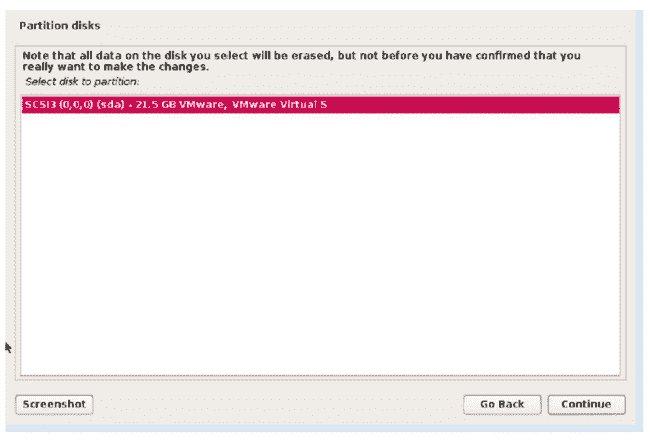 Partition disks
Note that all data on the disk you select will be erased, but not before you have confirmed that you
really want to make the changes.
Select disk to partition:
SCSI3 (0,0,0) (sda) - 21.5 GB VMware, VMware Virtual S
Screenshot
Go Back
Continue